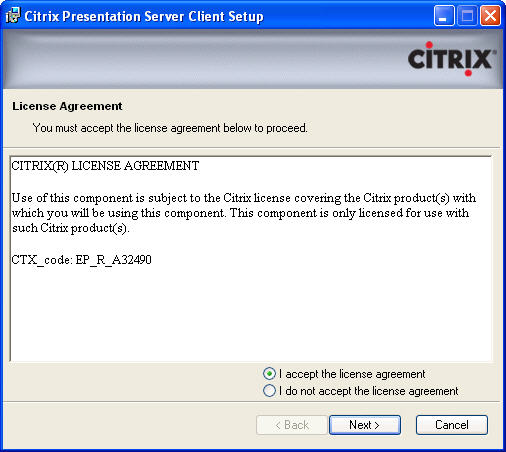 Citrix Presentation Server Client Setup
CITRIX
License Agreement
You must accept the license agreement below to proceed.
CITRIX(R) LICENSE AGREEMENT
Use of this component is subject to the Citrix license covering the Citrix product(s) with
which you will be using this component. This component is only licensed for use with
such Citrix product(s).
CTX_code: EP_R_A32490
I accept the license agreement
I do not accept the license agreement
< Back
Next >
Cancel